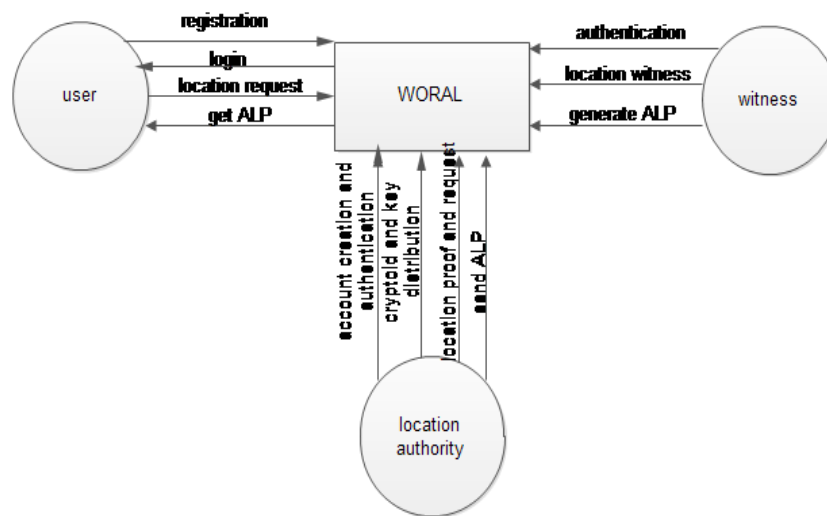 registration
login
user
location request
get ALP
WORAL
authentication
location witness
witness
generate ALP
account creation and
authentication
cryptoid and key
distribution
location proof and request
send ALP
location
authority